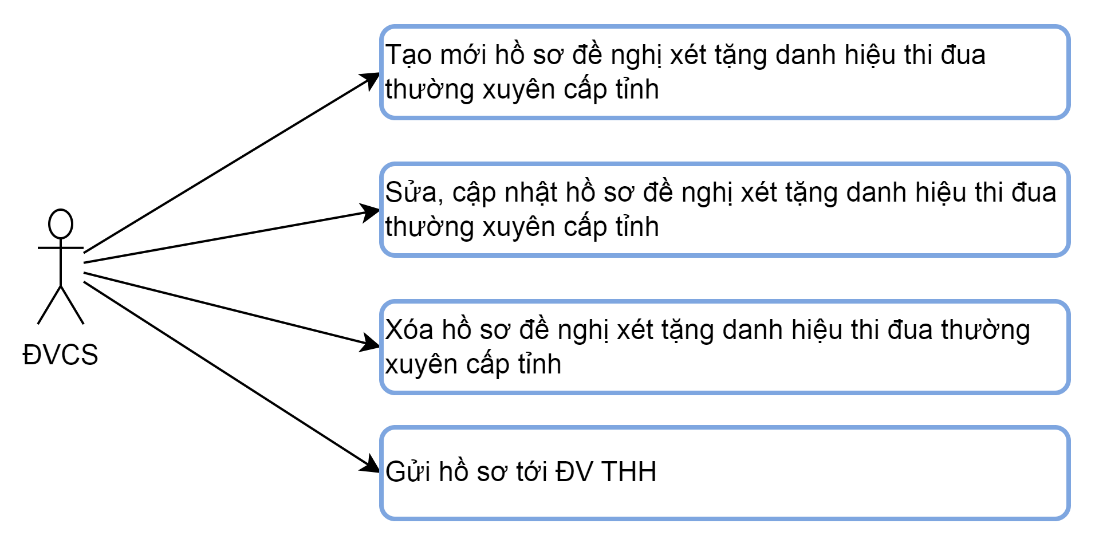 Tạo mới hồ sơ đề nghị xét tặng danh hiệu thi đua
thường xuyên cấp tỉnh
Sửa, cập nhật hồ sơ đề nghị xét tặng danh hiệu thi đua
thường xuyên cấp tỉnh
Xóa hồ sơ đề nghị xét tặng danh hiệu thi đua thường
xuyên cấp tỉnh
ĐVCS
Gửi hồ sơ tới ĐV THH